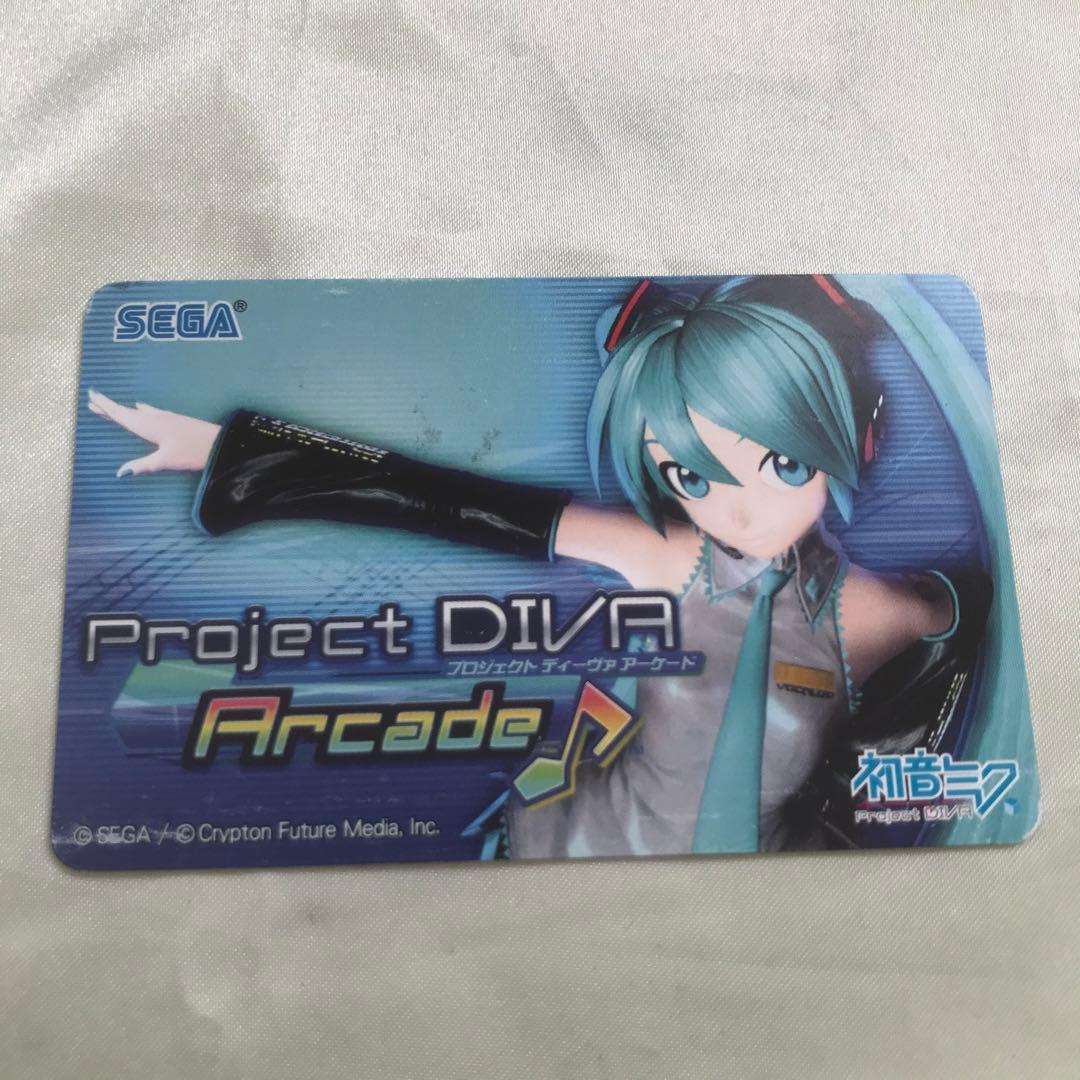 SEGA®
Project DIVA
プロジェクト ディーヴァ アーケード
Arcade
VOCALOID
初音ミク
Project DIVA
© SEGA / © Crypton Future Media, Inc.